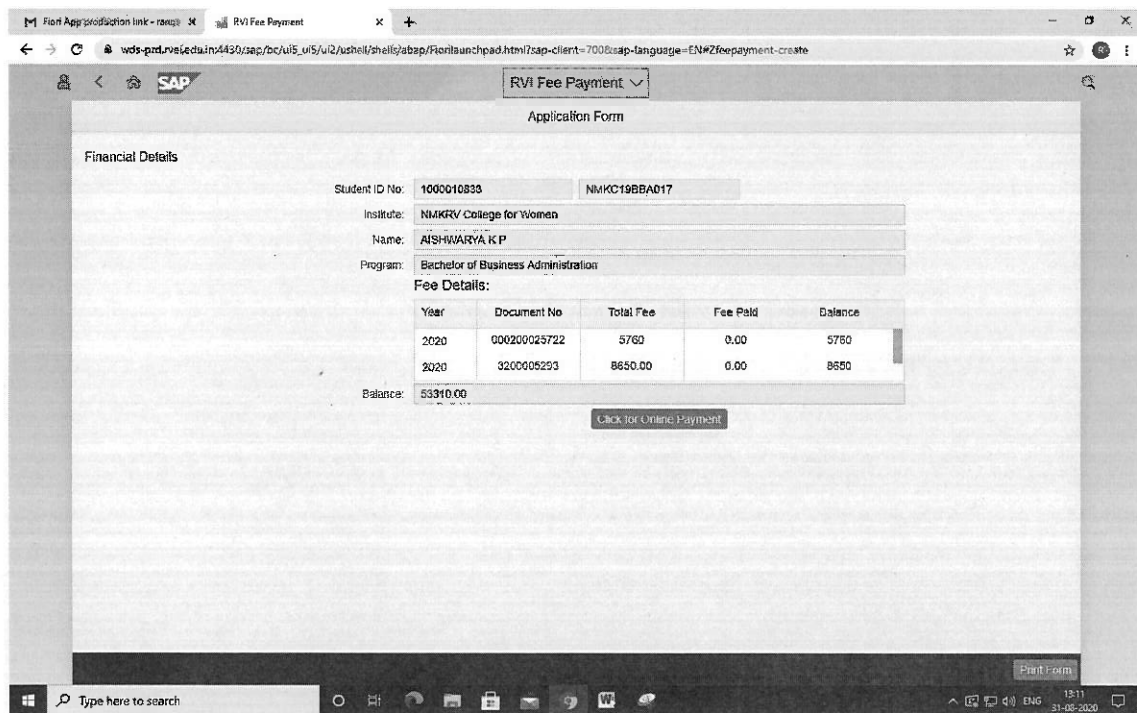 Fiori App production link - ranga
RVI Fee Payment
wds-prd.rvei.edu.in:4430/sap/bc/ui5_ui5/ui2/ushell/shells/abap/Fiorilaunchpad.html?sap-client=700&sap-language=EN#Zfeepayment-create
SAP
RVI Fee Payment
Application Form
Financial Details
Student ID No: 1000010833 NMKC19BBA017
Institute: NMKRV College for Women
Name: AISHWARYA K P
Program: Bachelor of Business Administration
Fee Details:
Year Document No Total Fee Fee Paid Balance
2020 000200025722 5760 0.00 5760
2020 3200005293 8650.00 0.00 8650
Balance: 53310.00
Click for Online Payment
Print Form
Type here to search
ENG
13:11
31-08-2020